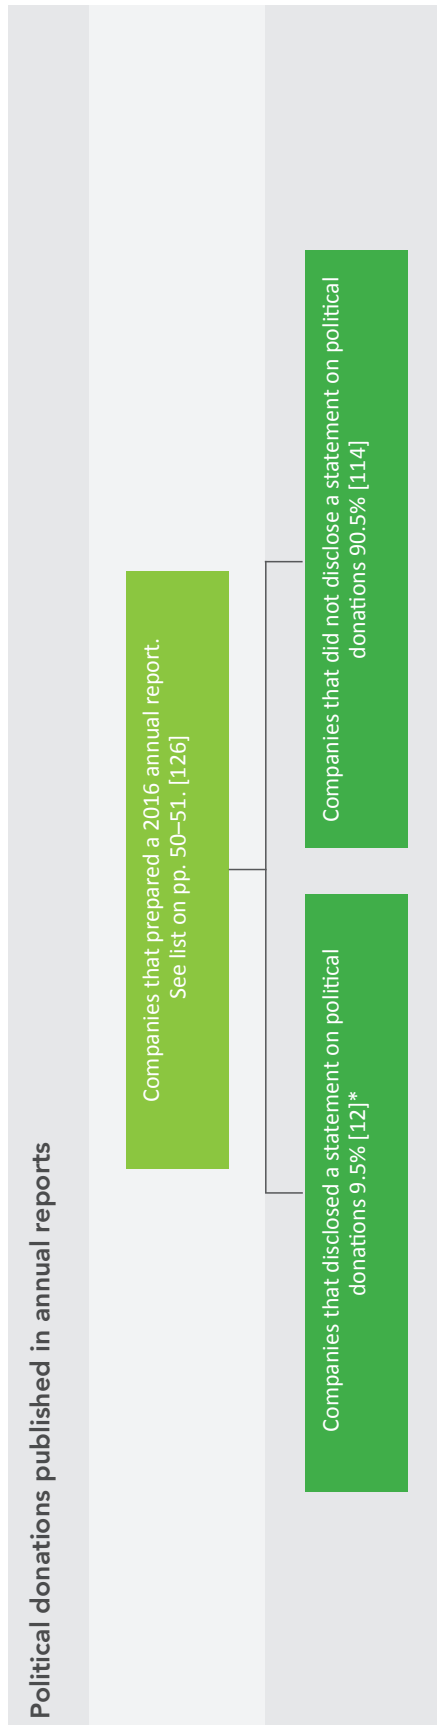 Political donations published in annual reports
Companies that prepared a 2016 annual report.
See list on pp. 50–51. [126]
Companies that disclosed a statement on political
donations 9.5% [12]*
Companies that did not disclose a statement on political
donations 90.5% [114]